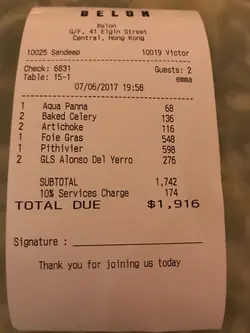 BELON
Belon
G/F, 41 Elgin Street
Central, Hong Kong
10025 Sandeep 10019 Victor
Check: 6831 Guests: 2
Table: 15-1 emma
07/06/2017 19:58
1 Aqua Panna 68
2 Baked Celery 136
2 Artichoke 116
1 Foie Gras 548
1 Pithivier 598
2 GLS Alonso Del Yerro 276
SUBTOTAL 1,742
10% Services Charge 174
TOTAL DUE $1,916
Signature :
Thank you for joining us today